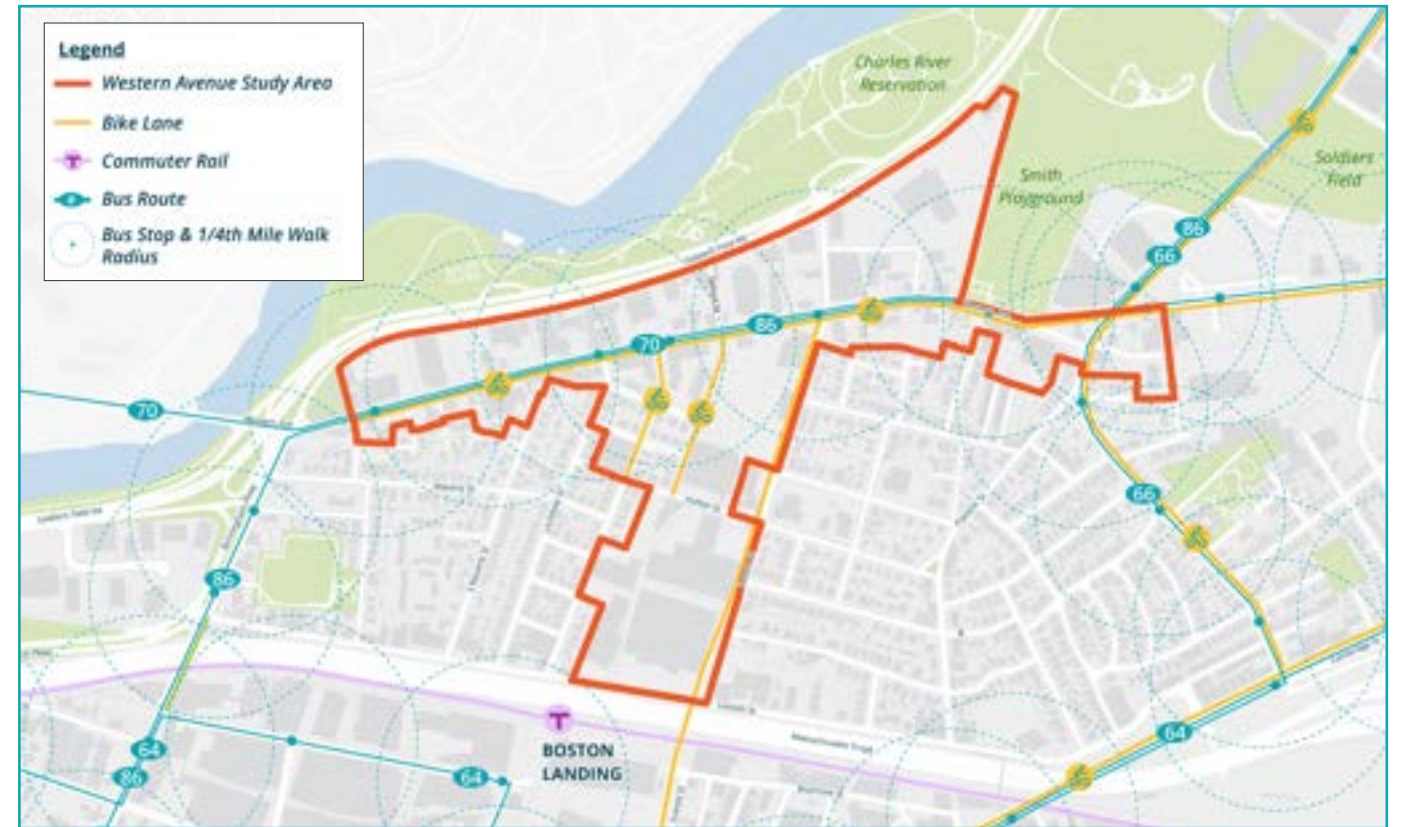 Legend
Western Avenue Study Area
Bike Lane
T
Commuter Rail
Bus Route
Bus Stop & 1/4th Mile Walk
Radius
Charles River
Reservation
Smith
Playground
Soldiers
Field
86
66
86
70
70
66
86
64
86
64
64
T
BOSTON
LANDING